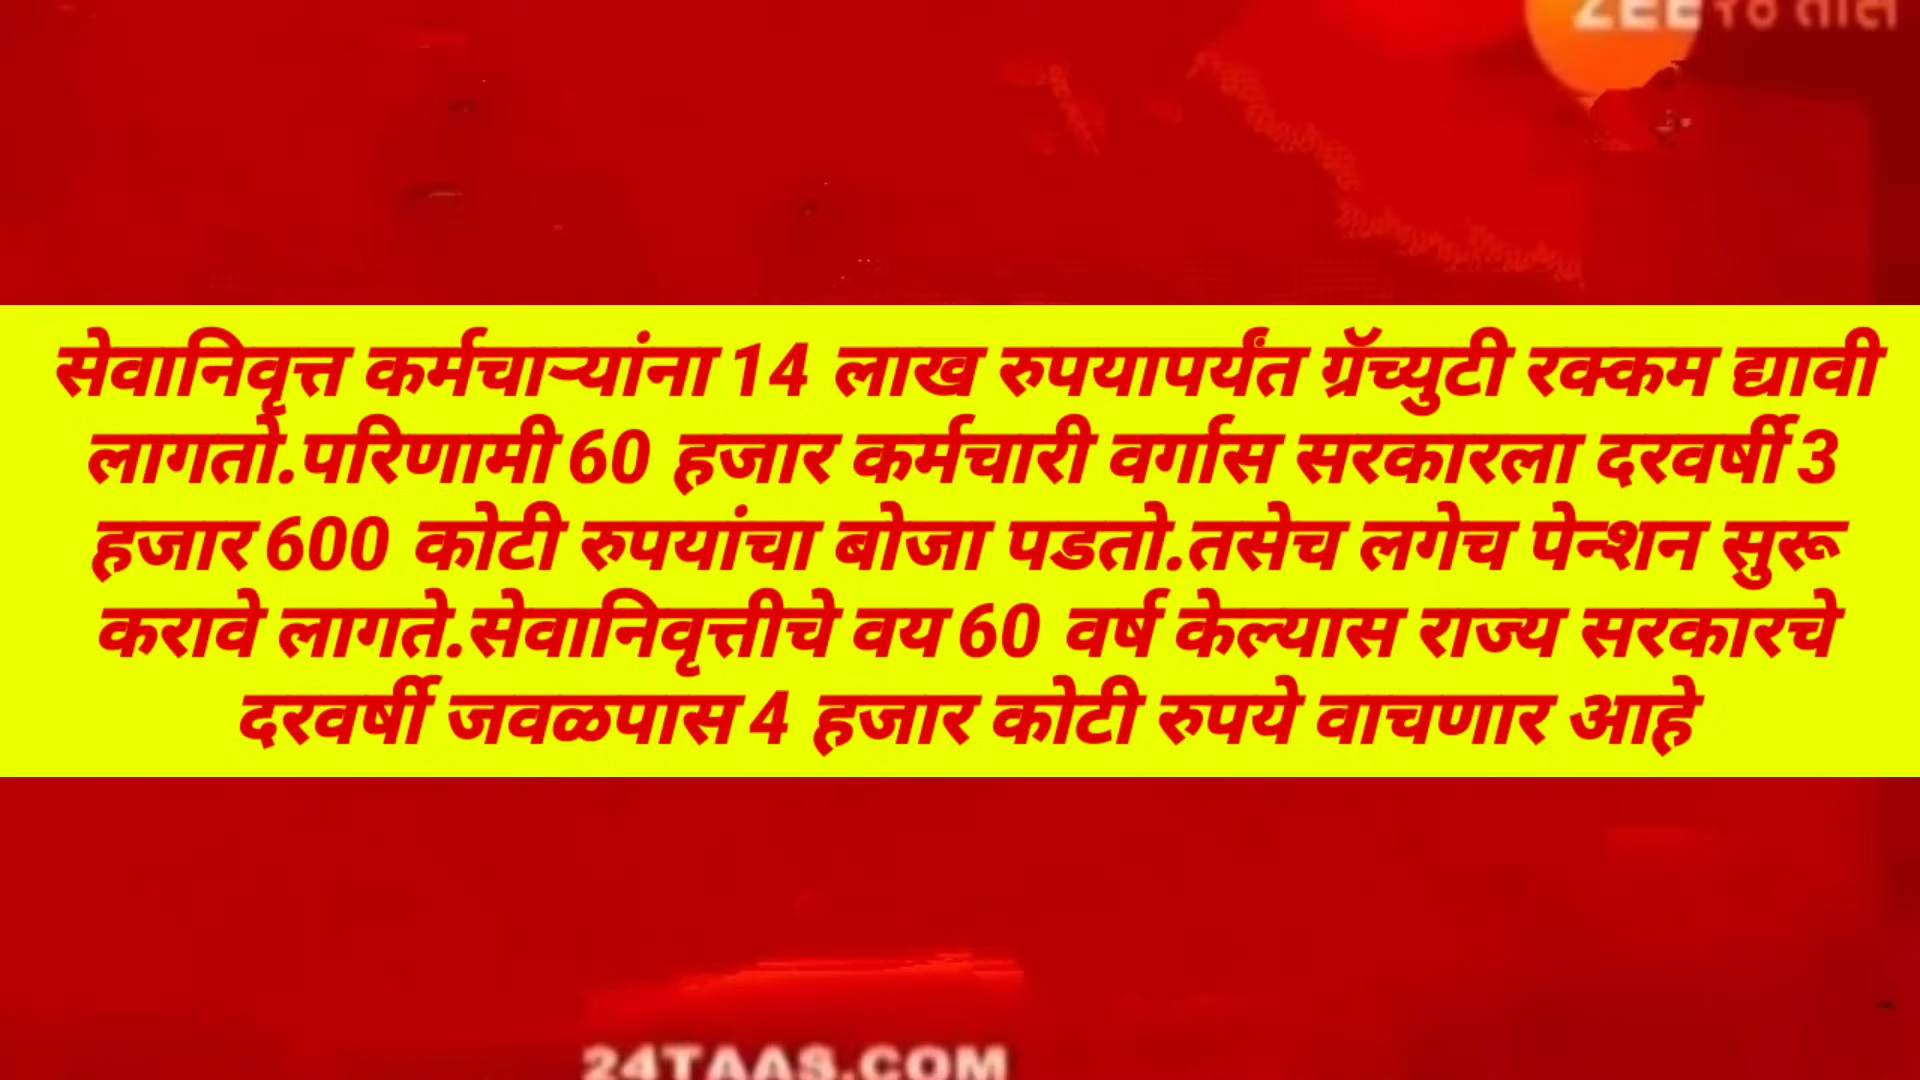 ZEE २४ तास
सेवानिवृत्त कर्मचाऱ्यांना 14 लाख रुपयापर्यंत ग्रॅच्युटी रक्कम द्यावी
लागतो.परिणामी 60 हजार कर्मचारी वर्गास सरकारला दरवर्षी 3
हजार 600 कोटी रुपयांचा बोजा पडतो.तसेच लगेच पेन्शन सुरू
करावे लागते.सेवानिवृत्तीचे वय 60 वर्ष केल्यास राज्य सरकारचे
दरवर्षी जवळपास 4 हजार कोटी रुपये वाचणार आहे
24TAAS.COM